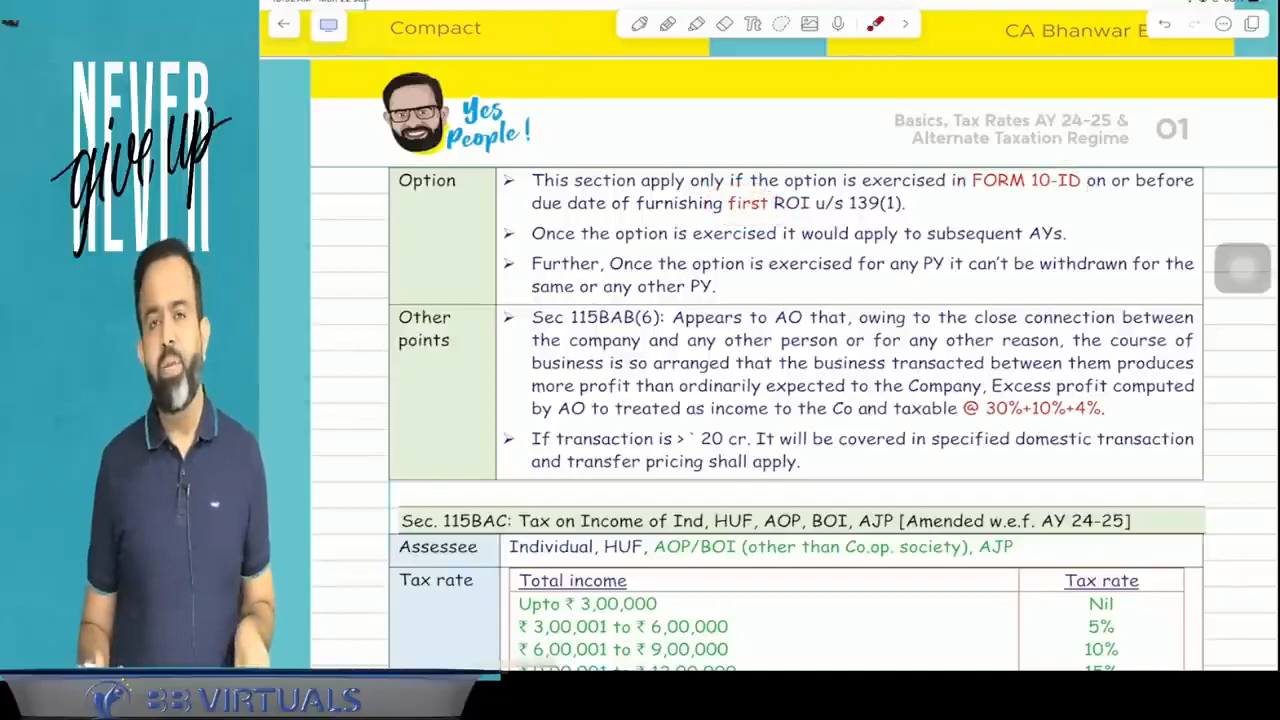 Compact
CA Bhanwar B
NEVER
give up
NEVER
Yes
People!
Basics, Tax Rates AY 24-25 &
Alternate Taxation Regime
01
Option
➢ This section apply only if the option is exercised in FORM 10-ID on or before
due date of furnishing first ROI u/s 139(1).
➢ Once the option is exercised it would apply to subsequent AYs.
➢ Further, Once the option is exercised for any PY it can't be withdrawn for the
same or any other PY.
Other
points
➢ Sec 115BAB(6): Appears to AO that, owing to the close connection between
the company and any other person or for any other reason, the course of
business is so arranged that the business transacted between them produces
more profit than ordinarily expected to the Company, Excess profit computed
by AO to treated as income to the Co and taxable @ 30%+10%+4%.
➢ If transaction is > ` 20 cr. It will be covered in specified domestic transaction
and transfer pricing shall apply.
Sec. 115BAC: Tax on Income of Ind, HUF, AOP, BOI, AJP [Amended w.e.f. AY 24-25]
Assessee Individual, HUF, AOP/BOI (other than Co.op. society), AJP
Tax rate Total income Tax rate
Upto ₹ 3,00,000 Nil
₹ 3,00,001 to ₹ 6,00,000 5%
₹ 6,00,001 to ₹ 9,00,000 10%
15%
BB VIRTUALS